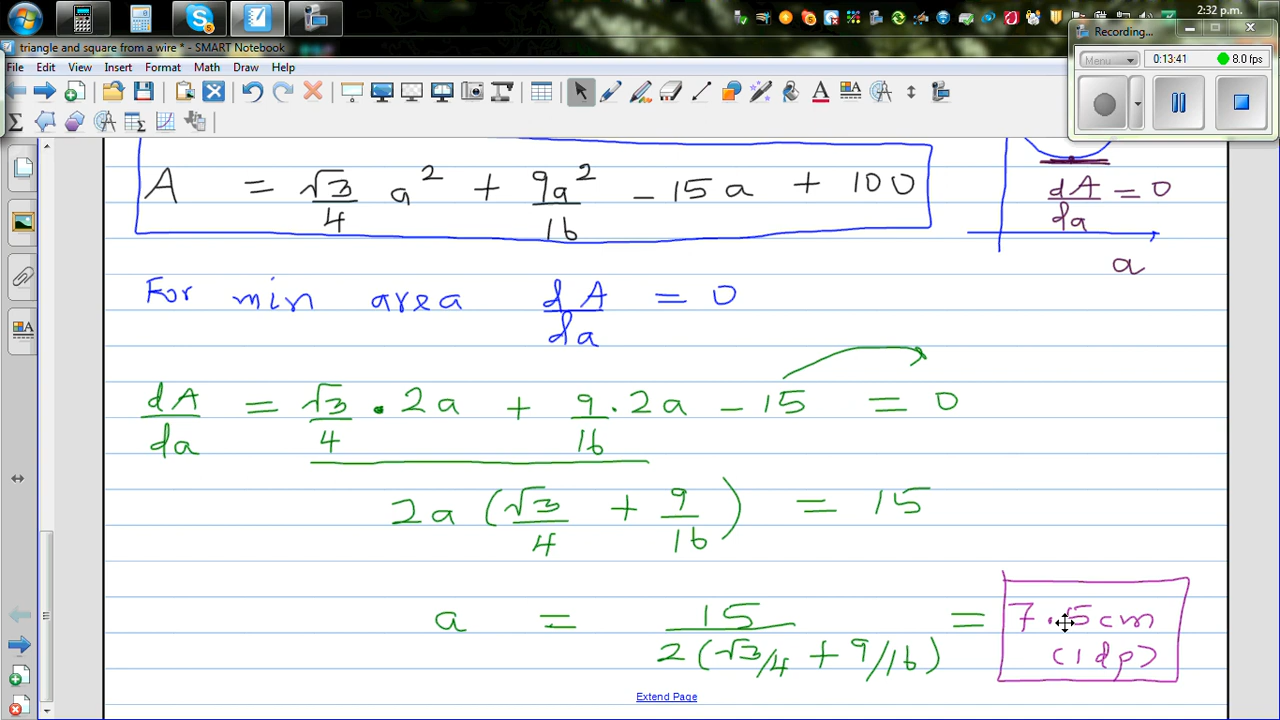 2:32 p.m.
triangle and square from a wire * - SMART Notebook
Recording...
File Edit View Insert Format Math Draw Help
Menu 0:13:41 8.0 fps
A = √3/4 a² + 9a²/16 - 15a + 100
dA/da = 0
a
For min area dA/da = 0
dA/da = √3/4 . 2a + 9/16 . 2a - 15 = 0
2a (√3/4 + 9/16) = 15
a = 15/2(√3/4 + 9/16) = 7.5cm
(1 dp)
Extend Page